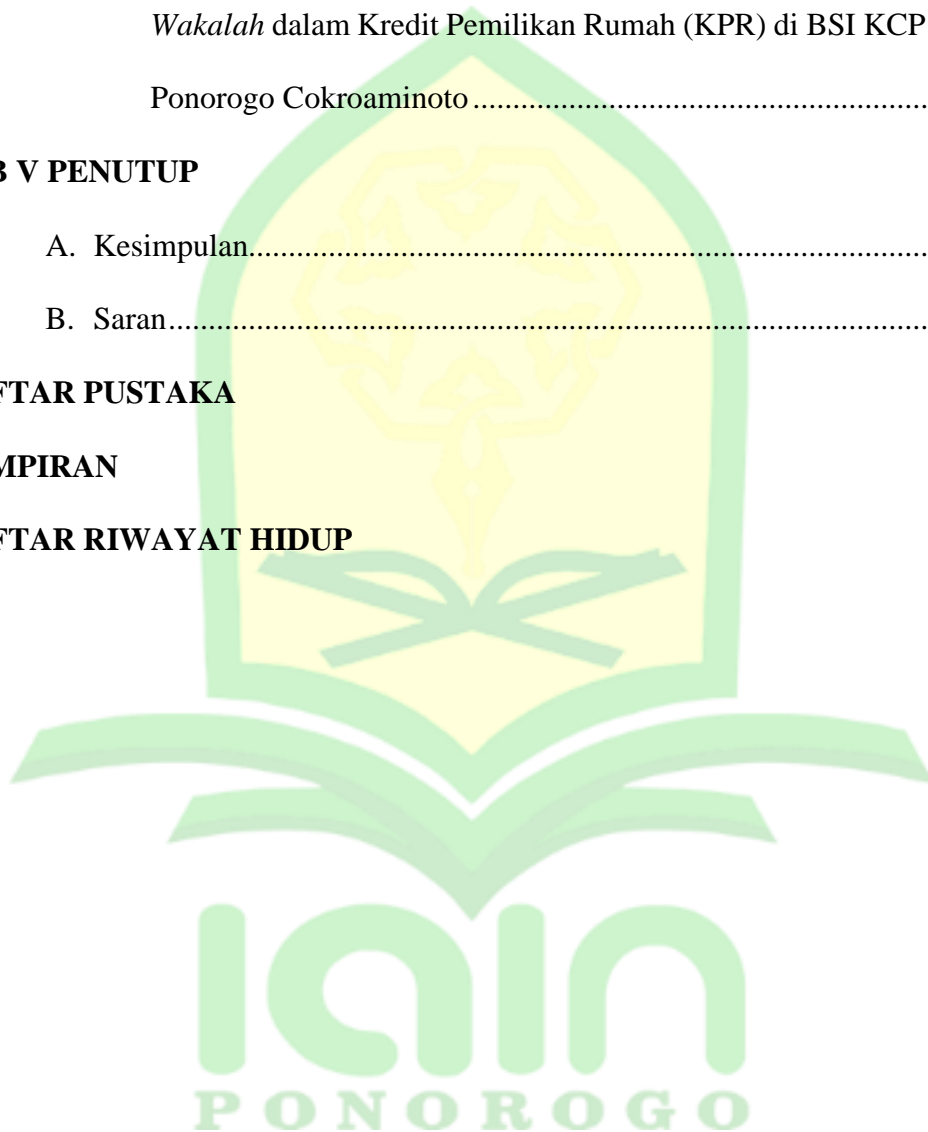 Wakalah dalam Kredit Pemilikan Rumah (KPR) di BSI KCP
Ponorogo Cokroaminoto..........................................................
B V PENUTUP
A. Kesimpulan.....................................................................................
B. Saran...............................................................................................
FTAR PUSTAKA
MPIRAN
FTAR RIWAYAT HIDUP
iain
PONOROGO